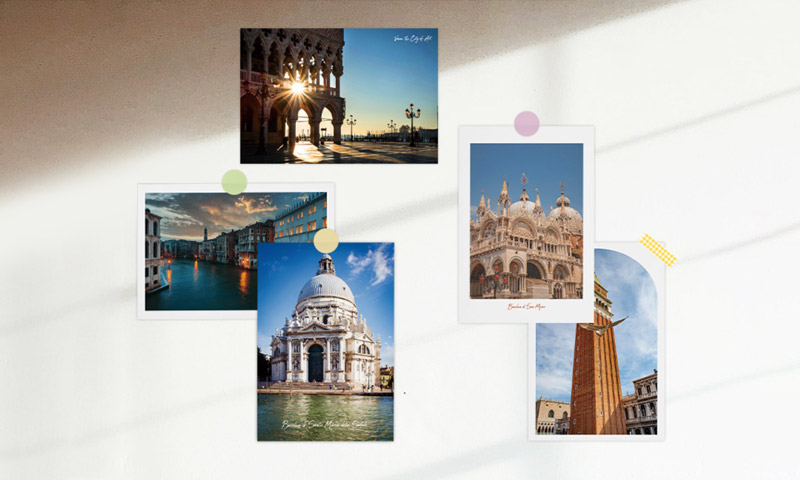 Venice the City of Art
Basilica di San Marco
Basilica di Santa Maria della Salute